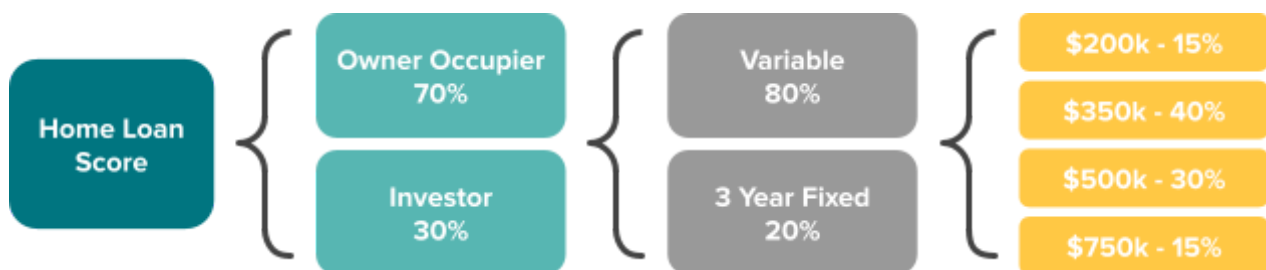 Home Loan
Score
Owner Occupier
70%
Investor
30%
Variable
80%
3 Year Fixed
20%
$200k - 15%
$350k - 40%
$500k - 30%
$750k - 15%